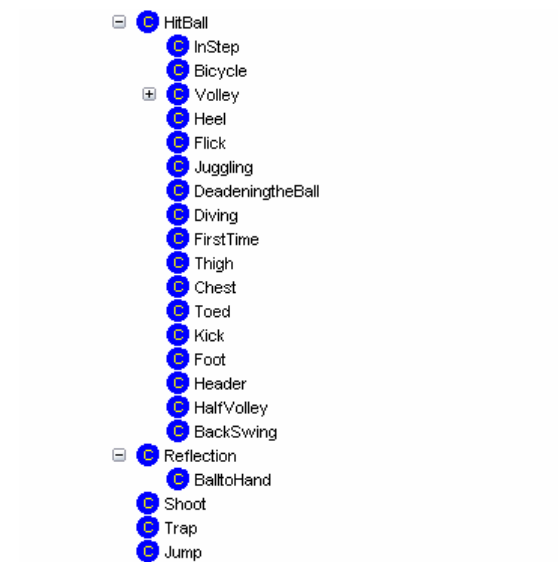 C HitBall
C InStep
C Bicycle
C Volley
C Heel
C Flick
C Juggling
C DeadeningtheBall
C Diving
C FirstTime
C Thigh
C Chest
C Toed
C Kick
C Foot
C Header
C HalfVolley
C BackSwing
C Reflection
C BalltoHand
C Shoot
C Trap
C Jump